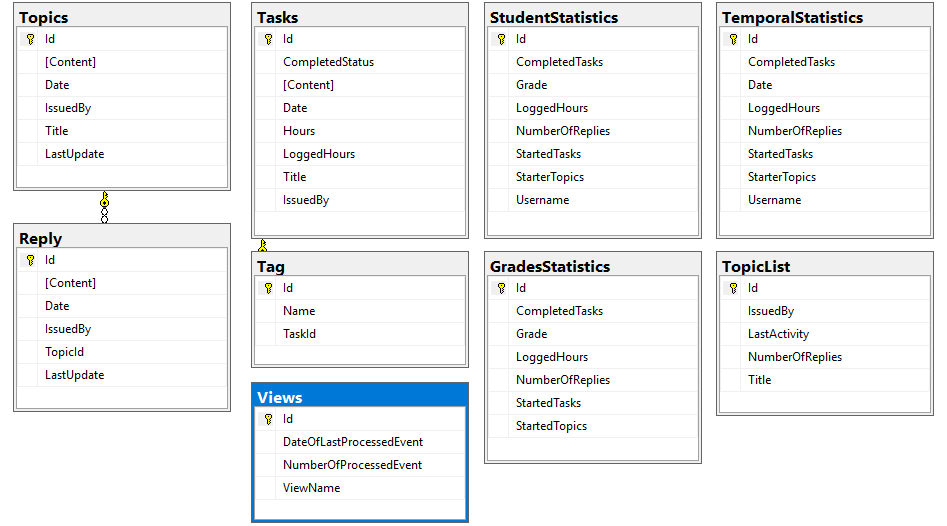 Topics
Id
[Content]
Date
IssuedBy
Title
LastUpdate
Reply
Id
[Content]
Date
IssuedBy
TopicId
LastUpdate
Tasks
Id
CompletedStatus
[Content]
Date
Hours
LoggedHours
Title
IssuedBy
Tag
Id
Name
TaskId
Views
Id
DateOfLastProcessedEvent
NumberOfProcessedEvent
ViewName
StudentStatistics
Id
CompletedTasks
Grade
LoggedHours
NumberOfReplies
StartedTasks
StarterTopics
Username
GradesStatistics
Id
CompletedTasks
Grade
LoggedHours
NumberOfReplies
StartedTasks
StartedTopics
TemporalStatistics
Id
CompletedTasks
Date
LoggedHours
NumberOfReplies
StartedTasks
StarterTopics
Username
TopicList
Id
IssuedBy
LastActivity
NumberOfReplies
Title